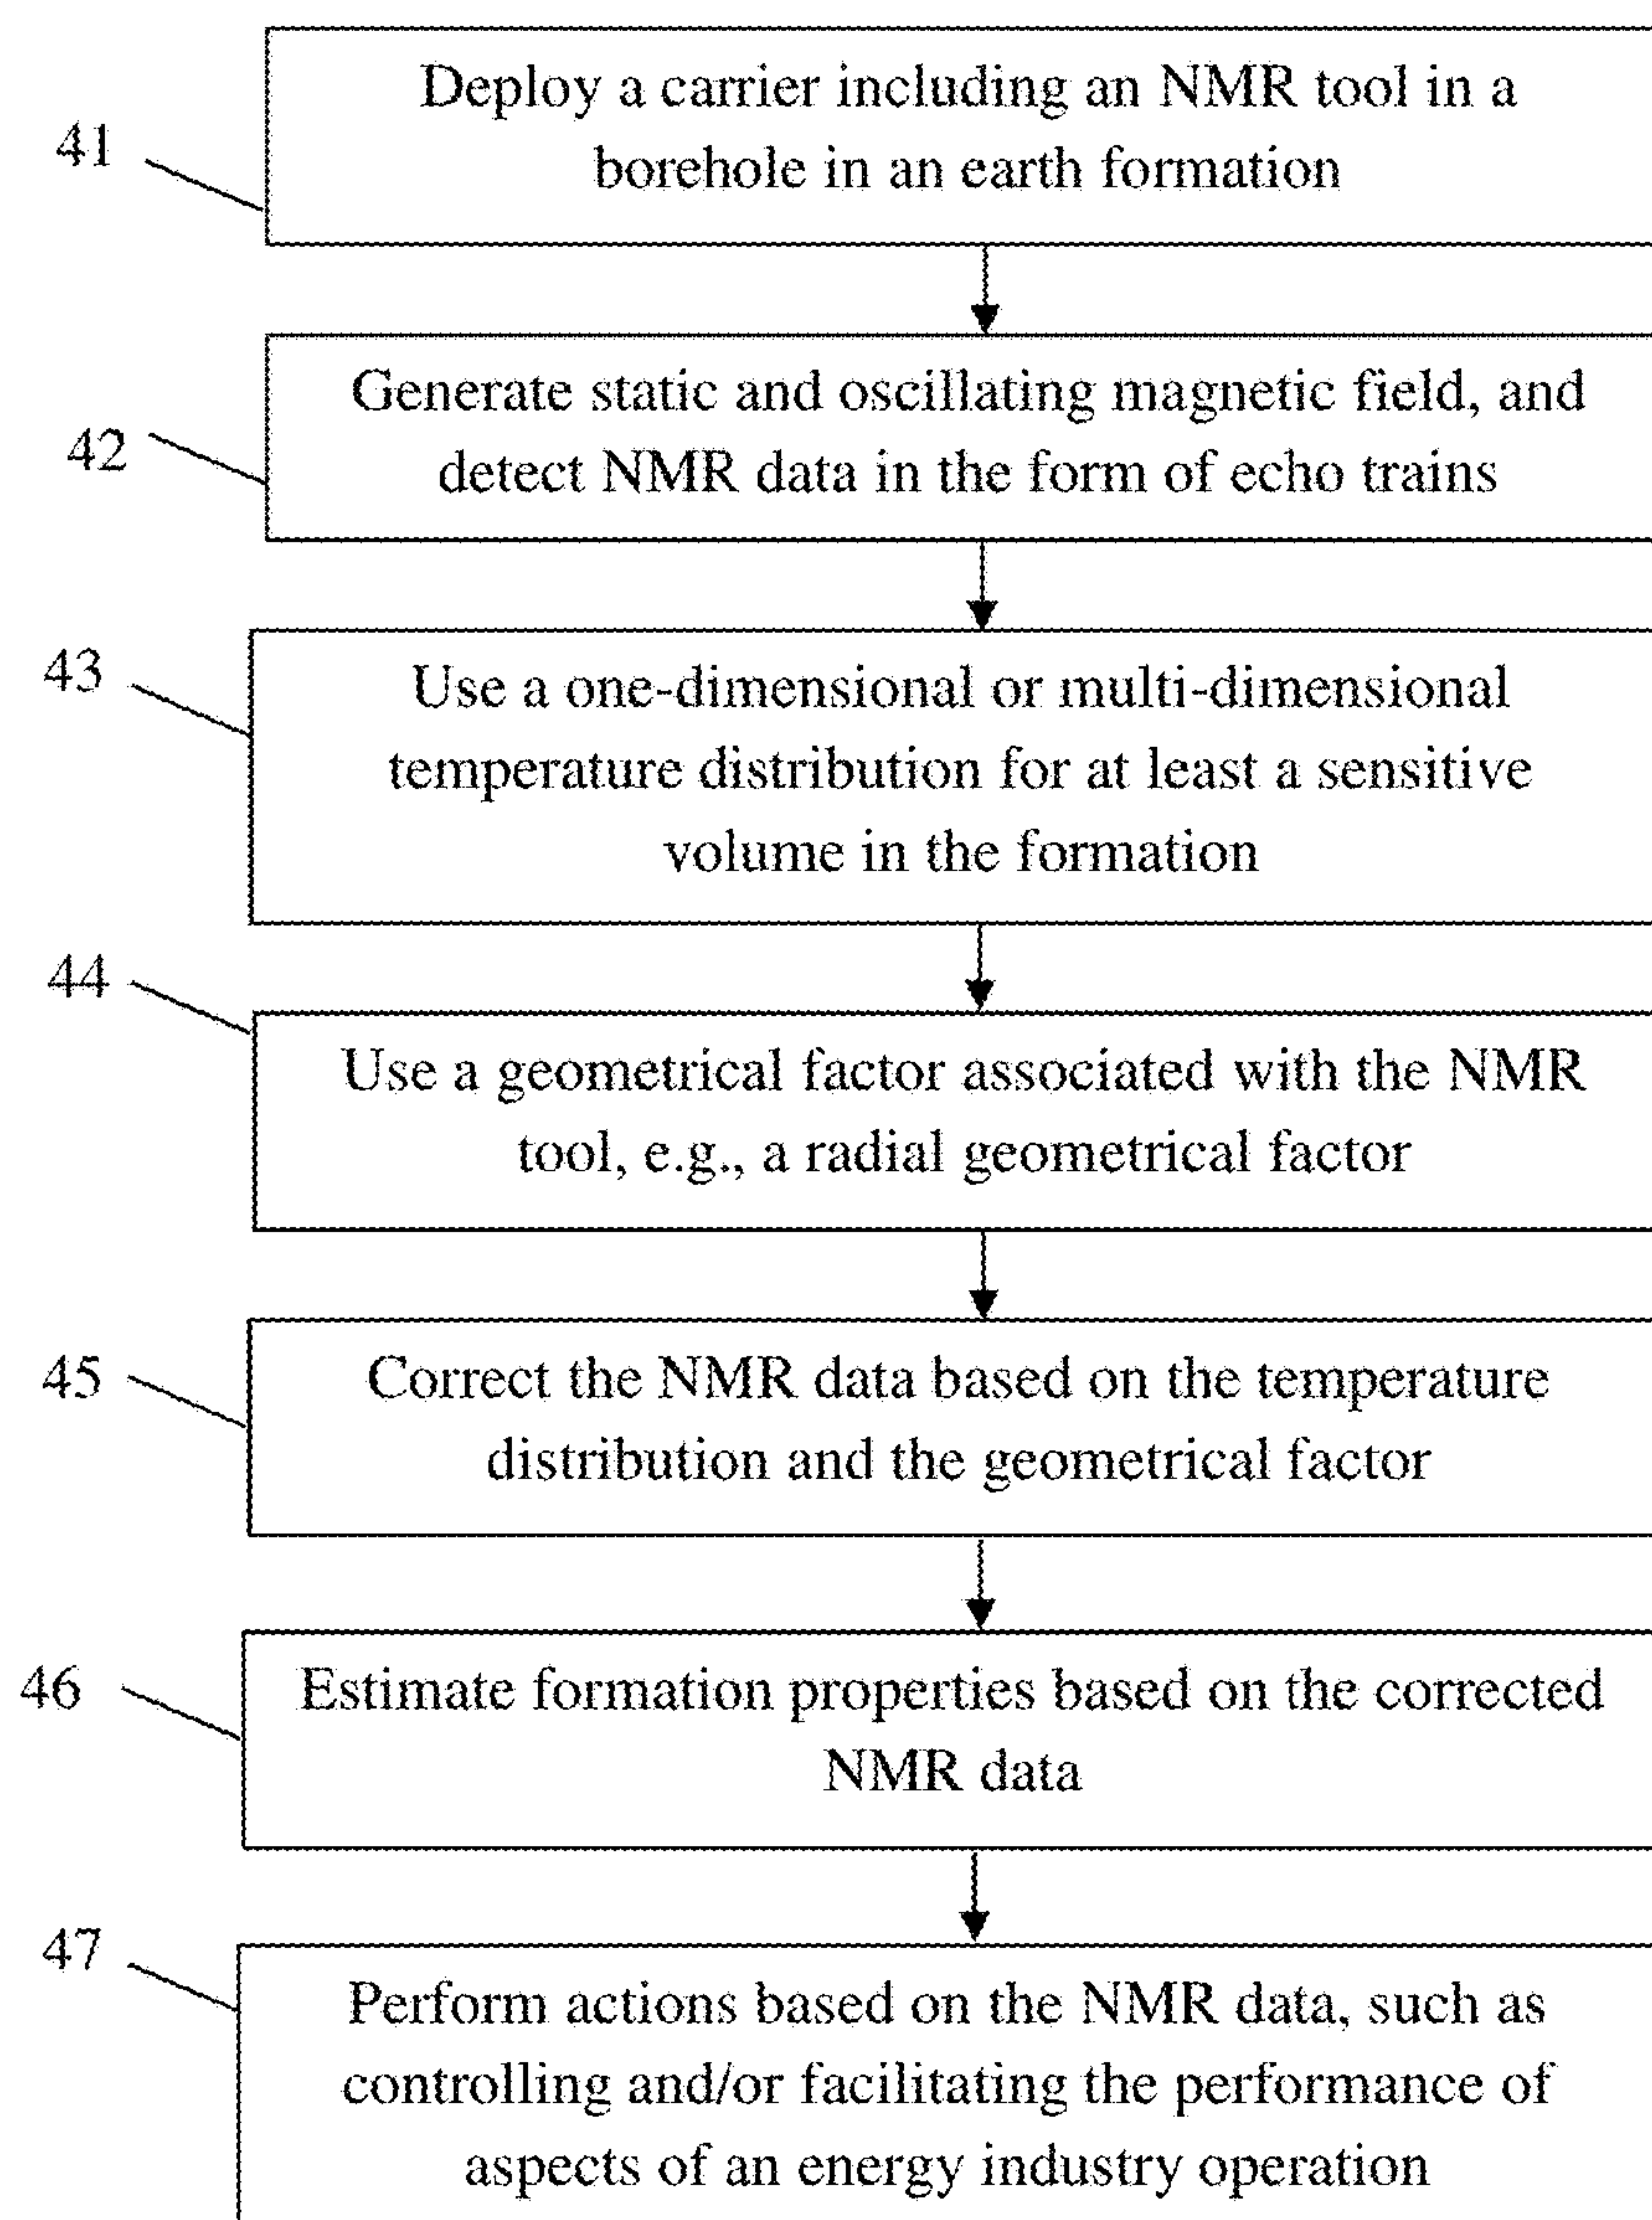 Deploy a carrier including an NMR tool in a
41
borehole in an earth formation
Generate static and oscillating magnetic field, and
42
detect NMR data in the form of echo trains
43
Use a one-dimensional or multi-dimensional
temperature distribution for at least a sensitive
volume in the formation
44
Use a geometrical factor associated with the NMR
tool, e.g., a radial geometrical factor
45
Correct the NMR data based on the temperature
distribution and the geometrical factor
46
Estimate formation properties based on the corrected
NMR data
47
Perform actions based on the NMR data, such as
controlling and/or facilitating the performance of
aspects of an energy industry operation